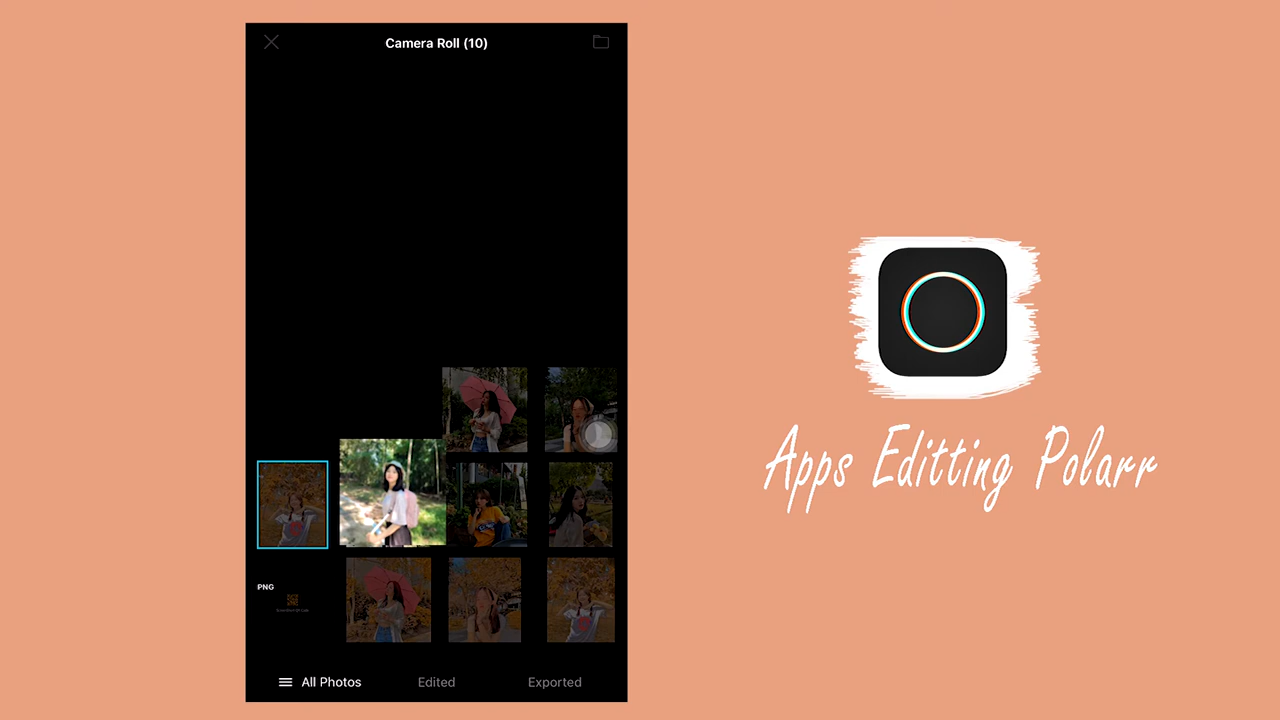 Camera Roll (10)
PNG
All Photos
Edited
Exported
Apps Editting Polarr